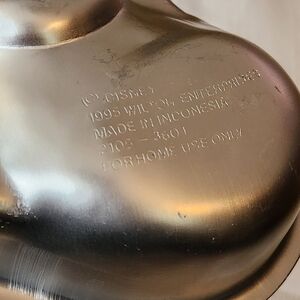 (C) DISNEY
1995 WILTON ENTERPRISES
MADE IN INDONESIA
2105-3601
FOR HOME USE ONLY